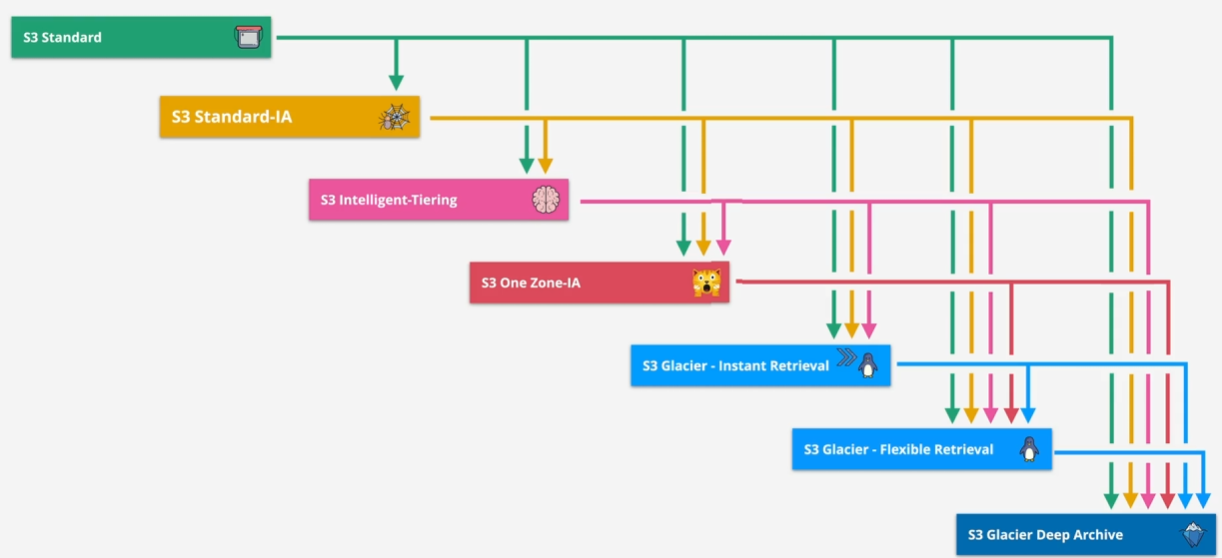 S3 Standard
S3 Standard-IA
S3 Intelligent-Tiering
S3 One Zone-IA
S3 Glacier - Instant Retrieval
S3 Glacier - Flexible Retrieval
S3 Glacier Deep Archive